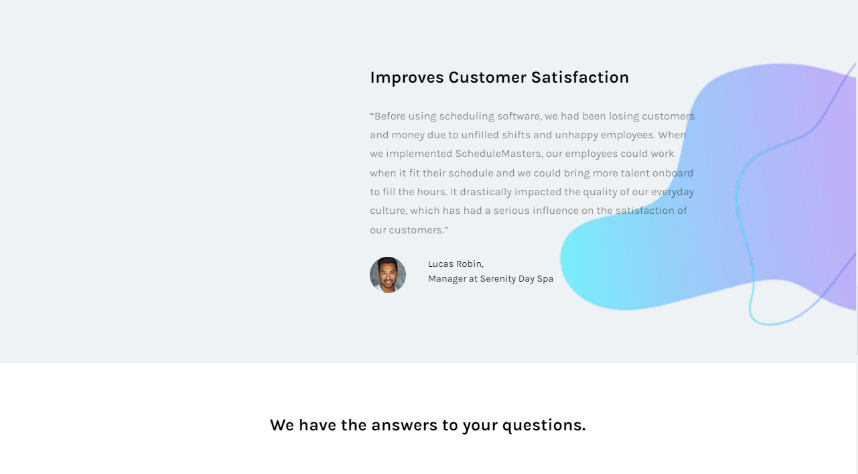 Improves Customer Satisfaction
“Before using scheduling software, we had been losing customers
and money due to unfilled shifts and unhappy employees. When
we implemented ScheduleMasters, our employees could work
when it fit their schedule and we could bring more talent onboard
to fill the hours. It drastically impacted the quality of our everyday
culture, which has had a serious influence on the satisfaction of
our customers.”
Lucas Robin,
Manager at Serenity Day Spa
We have the answers to your questions.